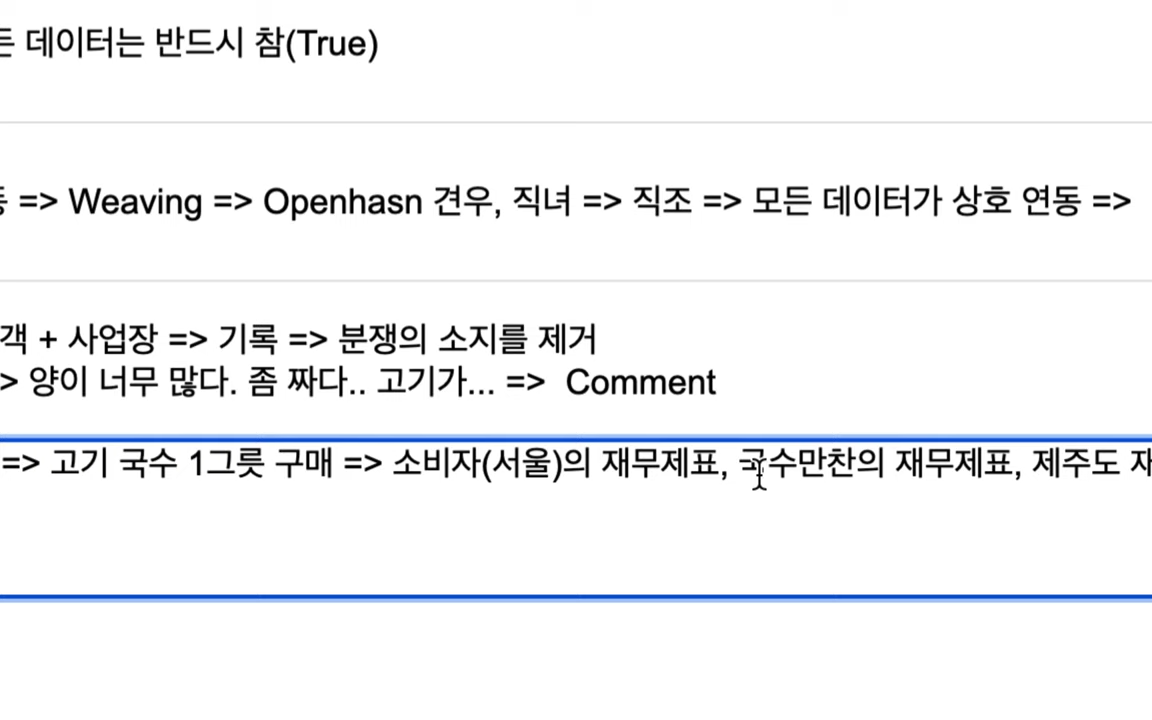 든 데이터는 반드시 참(True)
=> Weaving => Openhasn 견우, 직녀 => 직조 => 모든 데이터가 상호 연동 =>
객 + 사업장 => 기록 => 분쟁의 소지를 제거
> 양이 너무 많다. 좀 짜다.. 고기가... => Comment
=> 고기 국수 1그릇 구매 => 소비자(서울)의 재무제표, 국수만찬의 재무제표, 제주도 재